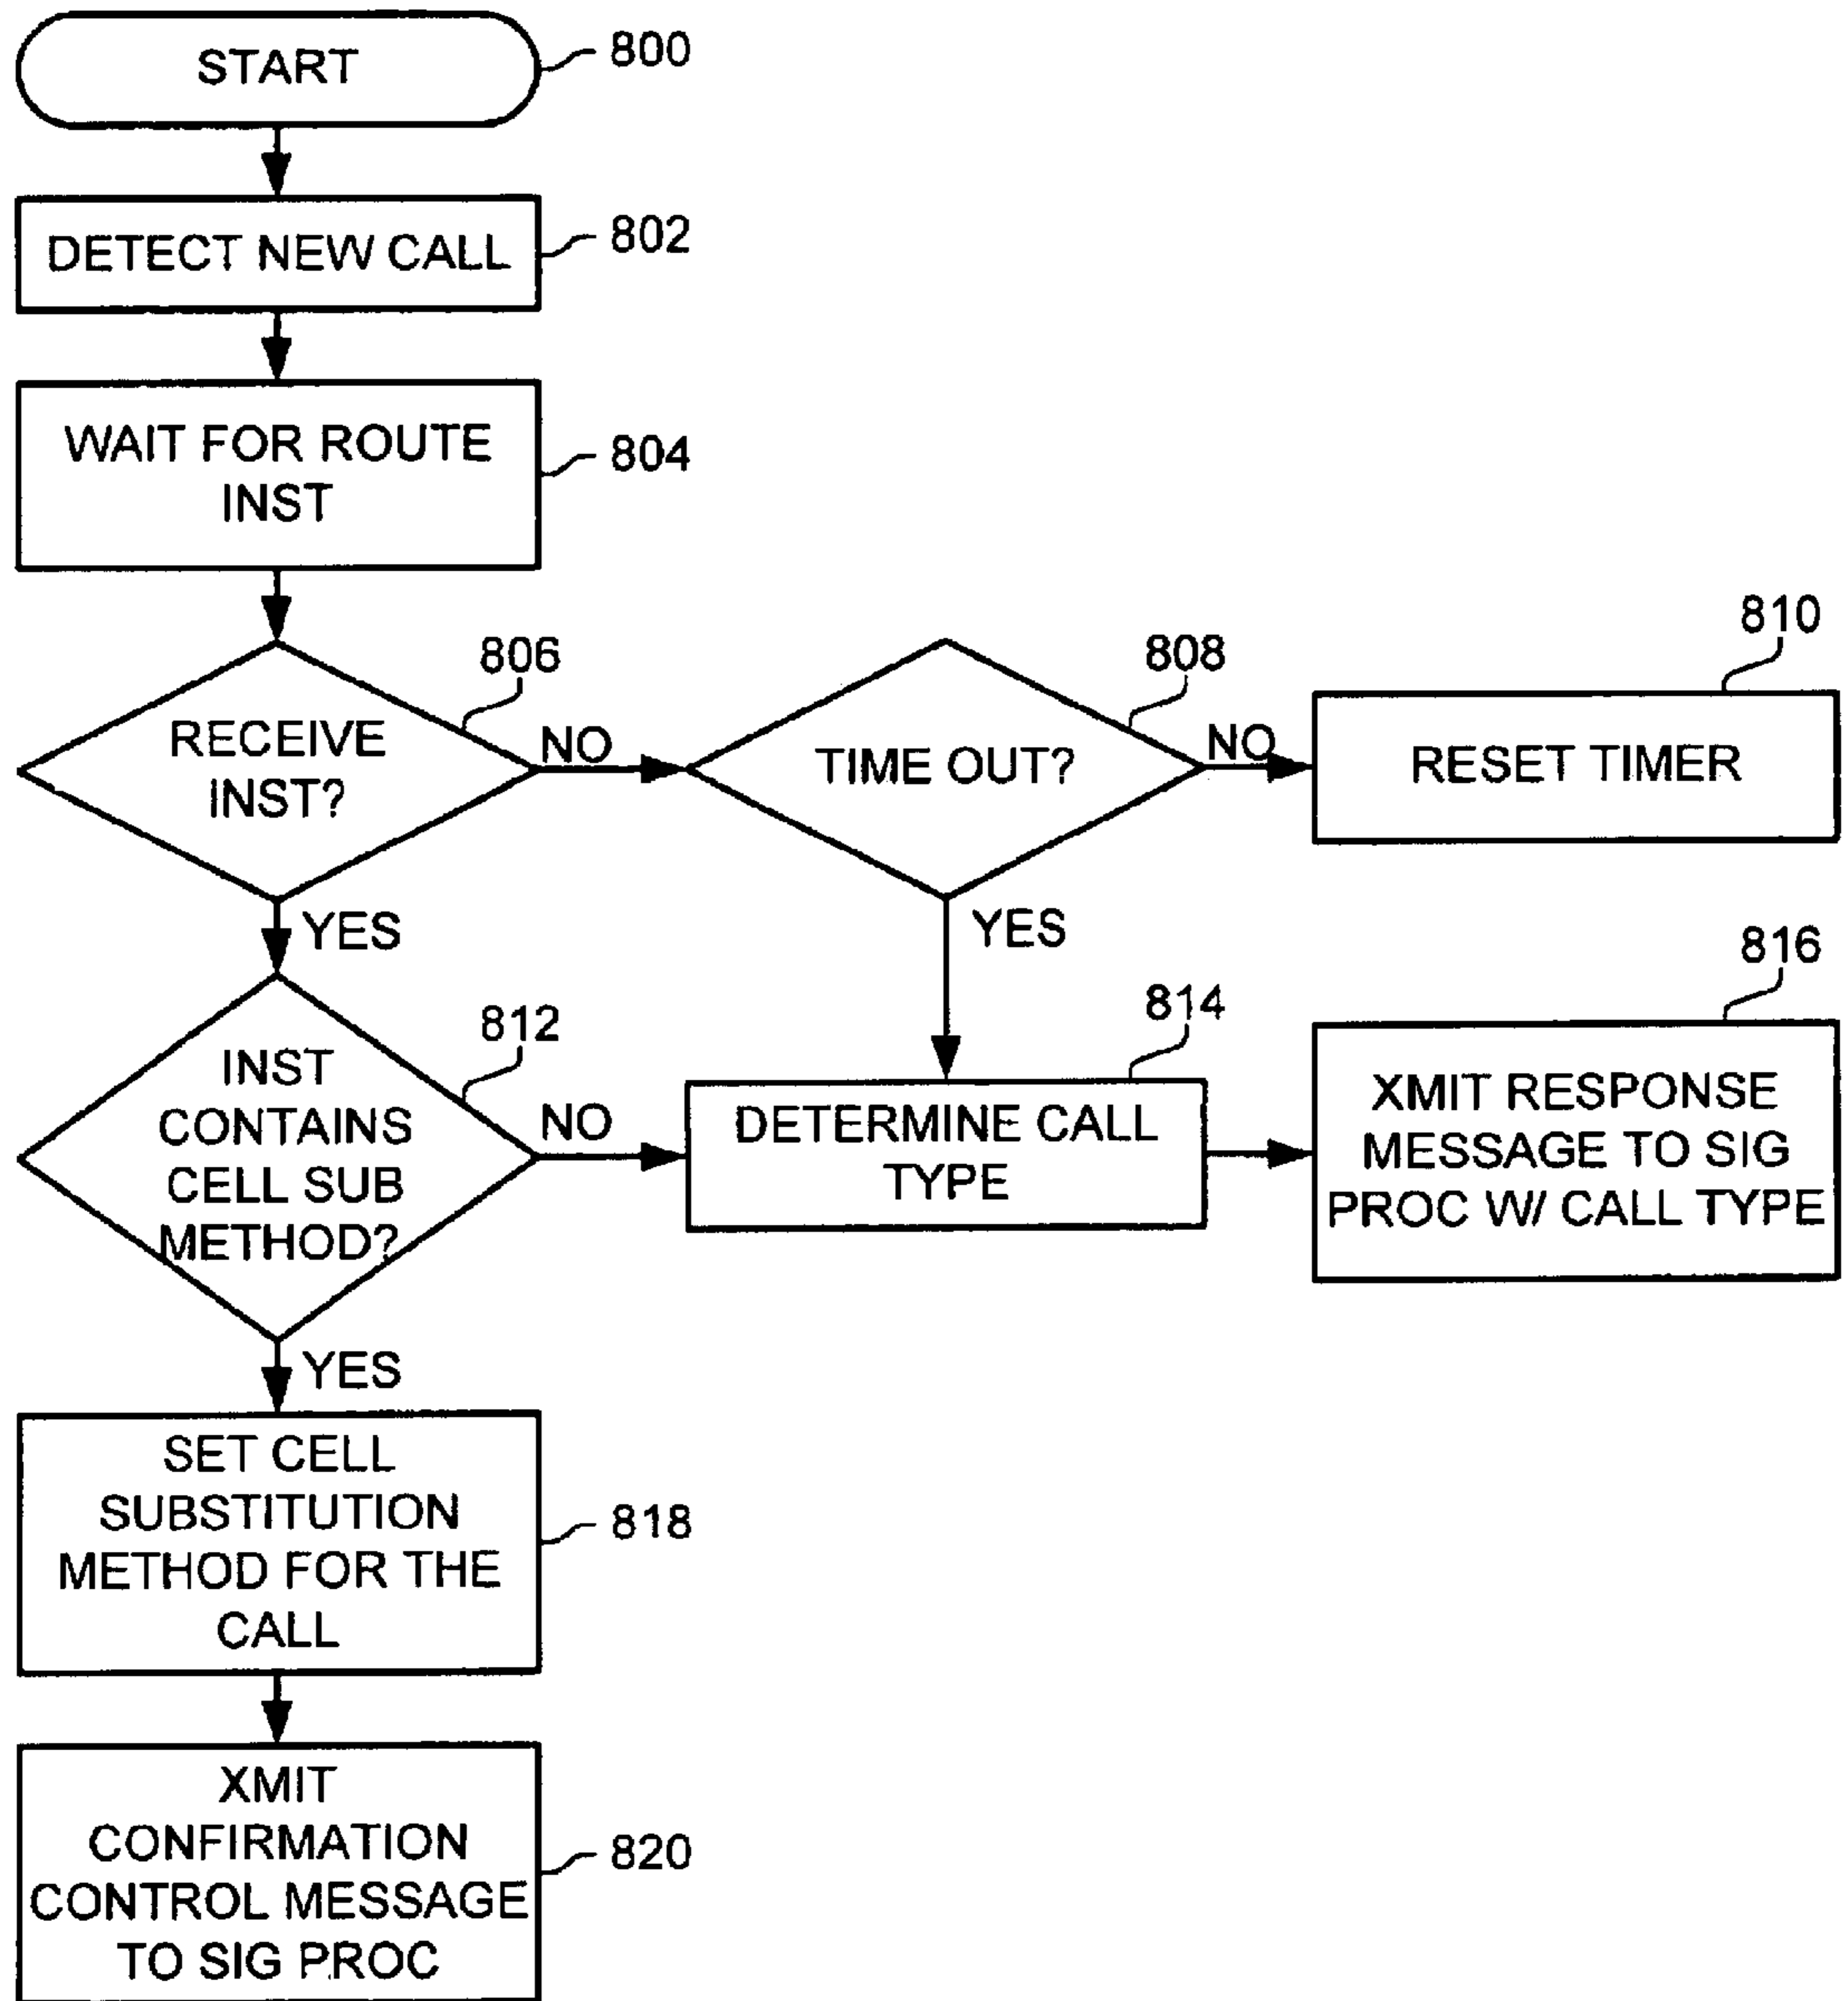 START
800
DETECT NEW CALL
802
WAIT FOR ROUTE
INST
804
RECEIVE
INST?
806
NO
TIME OUT?
808
NO
RESET TIMER
810
YES
YES
INST
CONTAINS
CELL SUB
METHOD?
812
NO
DETERMINE CALL
TYPE
814
XMIT RESPONSE
MESSAGE TO SIG
PROC W/ CALL TYPE
816
YES
SET CELL
SUBSTITUTION
METHOD FOR THE
CALL
818
XMIT
CONFIRMATION
CONTROL MESSAGE
TO SIG PROC
820